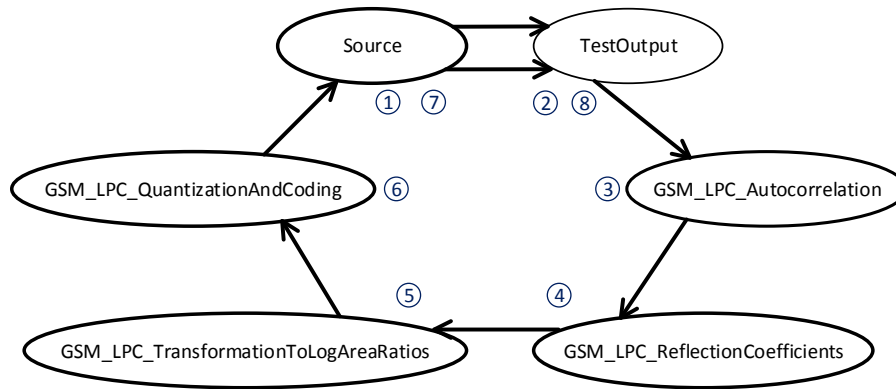 Source
TestOutput
① ⑦ ② ⑧
GSM_LPC_QuantizationAndCoding ⑥ ③ GSM_LPC_Autocorrelation
⑤ ④
GSM_LPC_TransformationToLogAreaRatios
GSM_LPC_ReflectionCoefficients